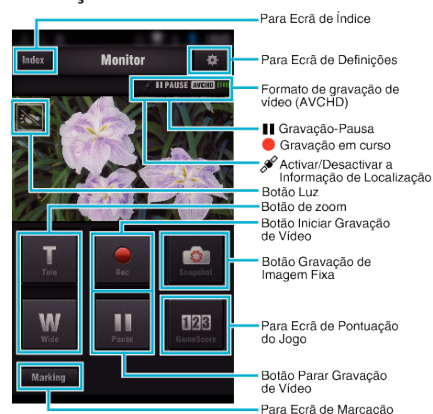 Para Ecrã de Índice
Index
Monitor
Para Ecrã de Definições
II PAUSE AVCHD
Formato de gravação de
vídeo (AVCHD)
Gravação-Pausa
Gravação em curso
Activar/Desactivar a
Informação de Localização
Botão Luz
Botão de zoom
Botão Iniciar Gravação
de Vídeo
T
Tele
Rec
Snapshot
Botão Gravação de
Imagem Fixa
W
Wide
Pause
123
GameScore
Para Ecrã de Pontuação
do Jogo
Marking
Botão Parar Gravação
de Vídeo
Para Ecrã de Marcação